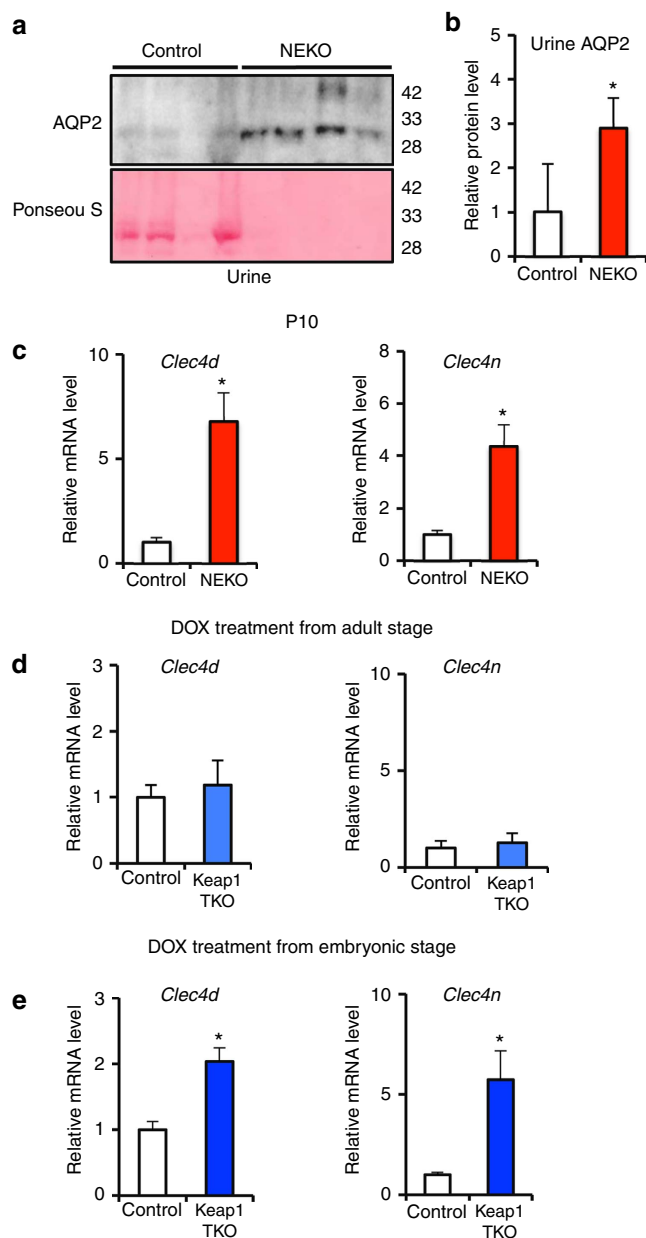 a
Control NEKO
AQP2
42
33
28
Ponseou S
42
33
28
Urine
b
Urine AQP2
Relative protein level
5
4
3
2
1
0
*
Control NEKO
P10
c
Clec4d
Relative mRNA level
10
5
0
*
Control NEKO
Clec4n
Relative mRNA level
8
6
4
2
0
*
Control NEKO
DOX treatment from adult stage
d
Clec4d
Relative mRNA level
3
2
1
0
Control Keap1
TKO
Clec4n
Relative mRNA level
10
5
0
Control Keap1
TKO
DOX treatment from embryonic stage
e
Clec4d
Relative mRNA level
3
2
1
0
*
Control Keap1
TKO
Clec4n
Relative mRNA level
10
5
0
*
Control Keap1
TKO